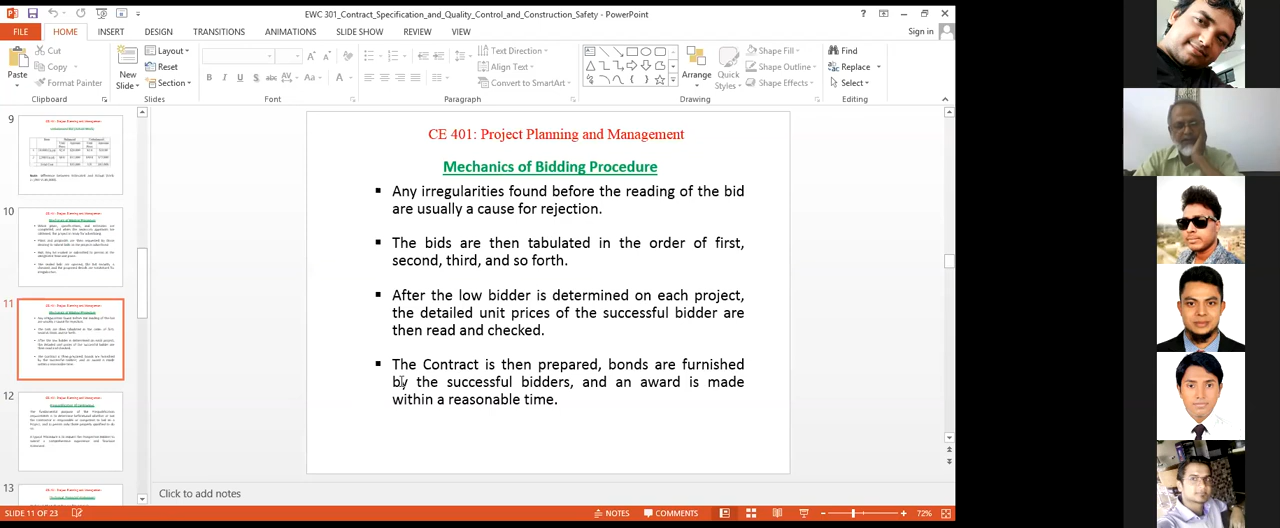 EWC 301_Contract_Specification_and_Quality_Control_and_Construction_Safety - PowerPoint
FILE HOME INSERT DESIGN TRANSITIONS ANIMATIONS SLIDE SHOW REVIEW VIEW Sign in
Cut
Copy
Format Painter
Paste
Clipboard
New
Slide
Layout
Reset
Section
Slides
Font
Text Direction
Align Text
Convert to SmartArt
Paragraph
Arrange
Quick
Styles
Shape Fill
Shape Outline
Shape Effects
Drawing
Find
Replace
Select
Editing
9
10
11
12
13
CE 401: Project Planning and Management
Mechanics of Bidding Procedure
▪ Any irregularities found before the reading of the bid
are usually a cause for rejection.
▪ The bids are then tabulated in the order of first,
second, third, and so forth.
▪ After the low bidder is determined on each project,
the detailed unit prices of the successful bidder are
then read and checked.
▪ The Contract is then prepared, bonds are furnished
by the successful bidders, and an award is made
within a reasonable time.
Click to add notes
SLIDE 11 OF 23 NOTES COMMENTS 72%